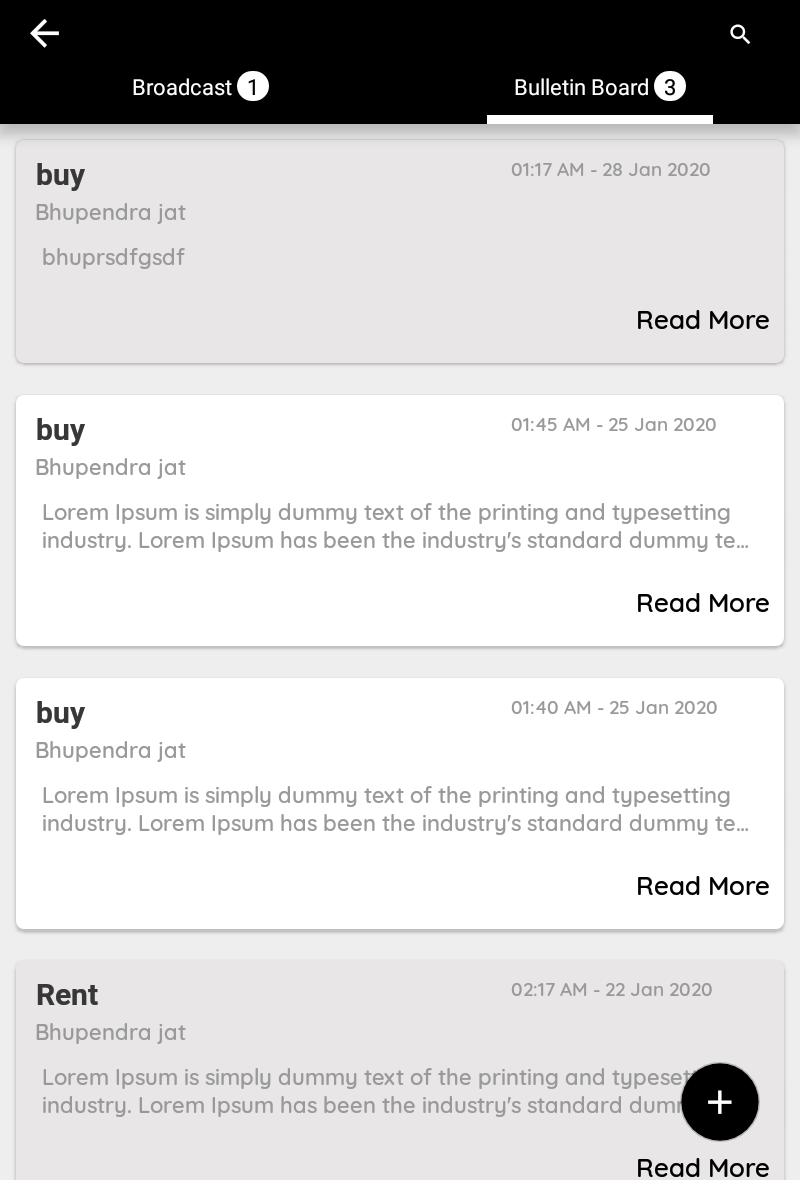 Broadcast 1
Bulletin Board 3
buy
01:17 AM - 28 Jan 2020
Bhupendra jat
bhuprsdfgsdf
Read More
buy
01:45 AM - 25 Jan 2020
Bhupendra jat
Lorem Ipsum is simply dummy text of the printing and typesetting
industry. Lorem Ipsum has been the industry's standard dummy te...
Read More
buy
01:40 AM - 25 Jan 2020
Bhupendra jat
Lorem Ipsum is simply dummy text of the printing and typesetting
industry. Lorem Ipsum has been the industry's standard dummy te...
Read More
Rent
02:17 AM - 22 Jan 2020
Bhupendra jat
Lorem Ipsum is simply dummy text of the printing and
industry. Lorem Ipsum has been the industry's standard
Read More